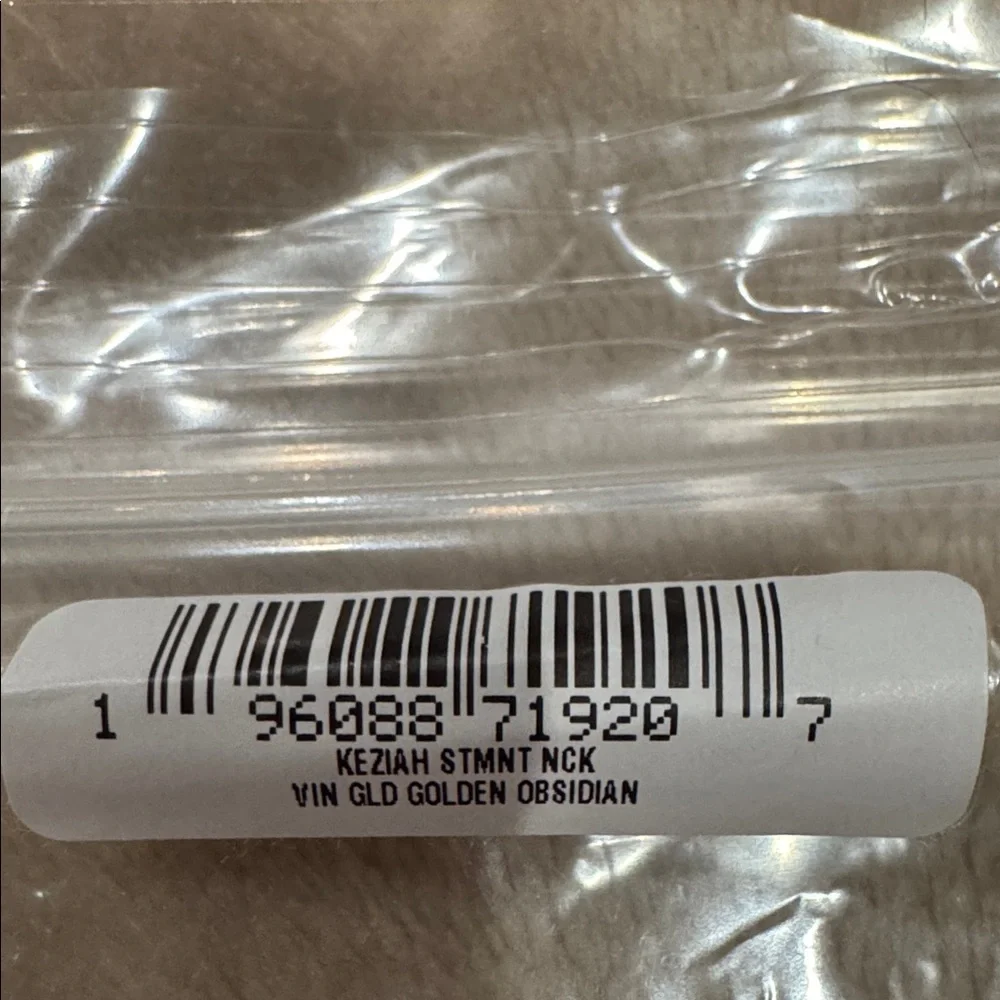 1 96088 71920 7
KEZIAH STMNT NCK
VIN GLD GOLDEN OBSIDIAN